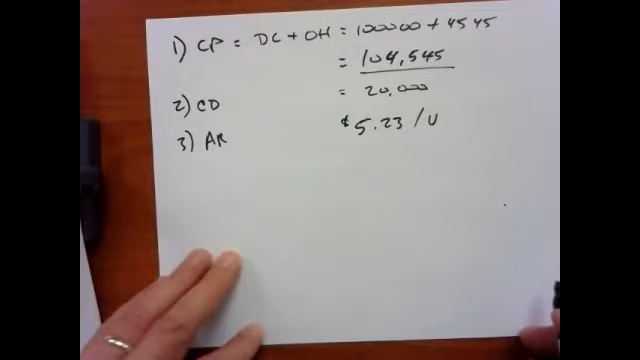 1) CP = DC + OH = 100000 + 4545
= 104,545
= 20,000
2) CD
$5.23 / U
3) AR